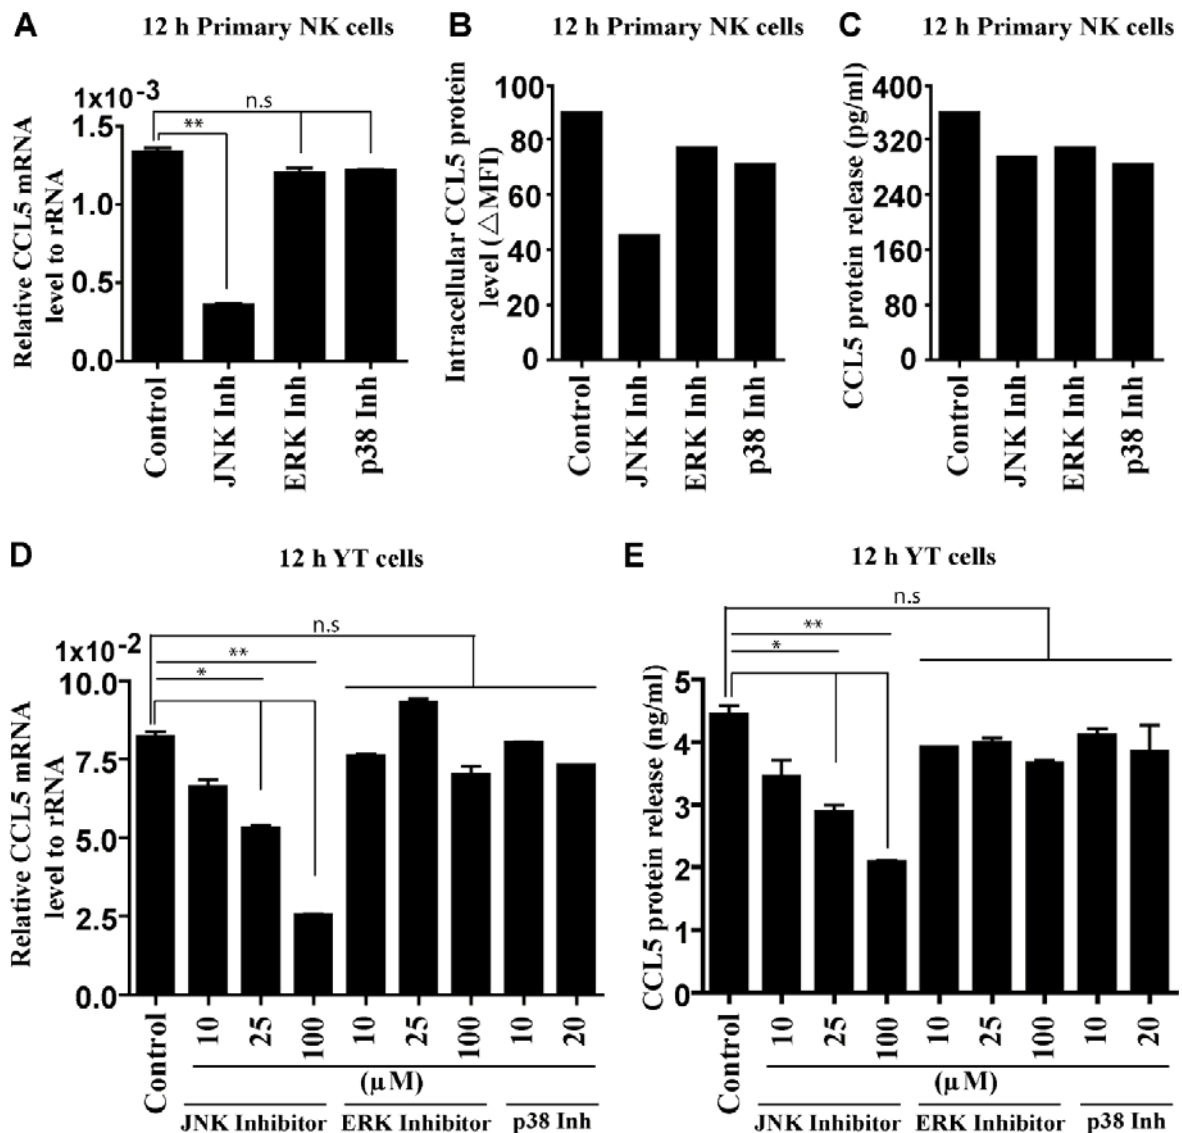 A 12 h Primary NK cells
1x10-3
Relative CCL5 mRNA
level to rRNA
1.5
1.0
0.5
0.0
n.s
**
Control
JNK Inh
ERK Inh
p38 Inh
B 12 h Primary NK cells
Intracellular CCL5 protein
level (△MFI)
100
80
60
40
20
0
Control
JNK Inh
ERK Inh
p38 Inh
C 12 h Primary NK cells
CCL5 protein release (pg/ml)
400
320
240
160
80
0
Control
JNK Inh
ERK Inh
p38 Inh
D 12 h YT cells
1x10-2
Relative CCL5 mRNA
level to rRNA
10.0
7.5
5.0
2.5
0.0
n.s
**
*
Control
10
25
100
10
25
100
10
20
(μM)
JNK Inhibitor ERK Inhibitor p38 Inh
E 12 h YT cells
CCL5 protein release (ng/ml)
5
4
3
2
1
0
n.s
**
*
Control
10
25
100
10
25
100
10
20
(μM)
JNK Inhibitor ERK Inhibitor p38 Inh